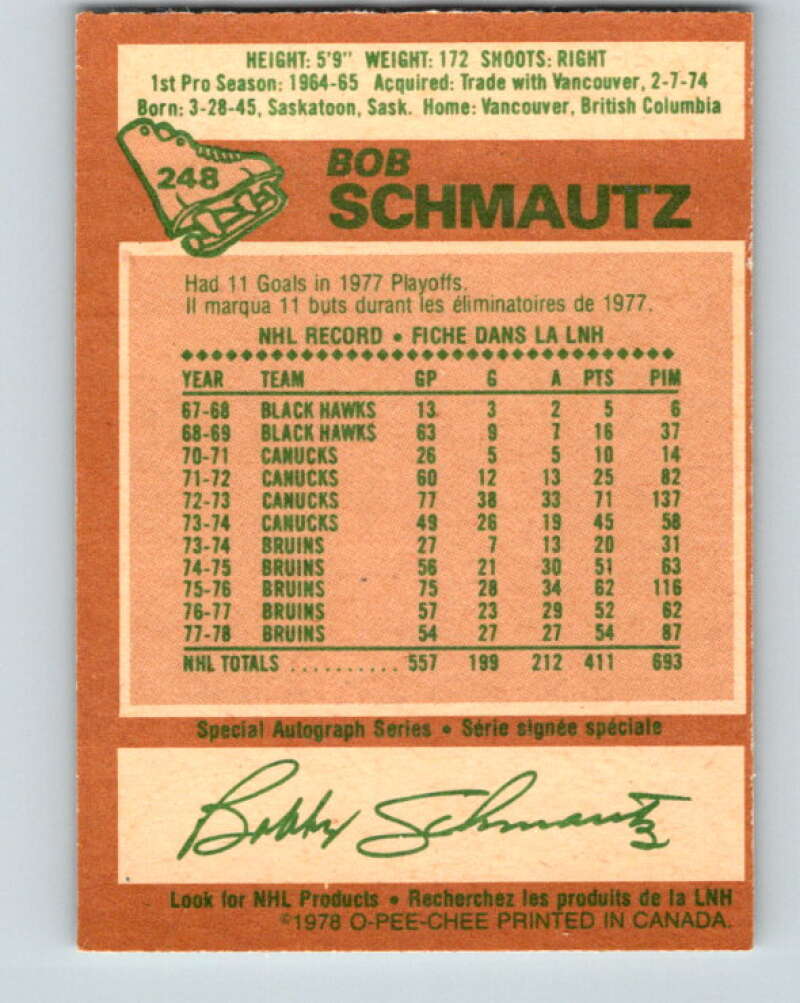 HEIGHT: 5'9" WEIGHT: 172 SHOOTS: RIGHT
1st Pro Season: 1964-65 Acquired: Trade with Vancouver, 2-7-74
Born: 3-28-45, Saskatoon, Sask. Home: Vancouver, British Columbia
248
BOB
SCHMAUTZ
Had 11 Goals in 1977 Playoffs.
Il marqua 11 buts durant les éliminatoires de 1977.
NHL RECORD • FICHE DANS LA LNH
YEAR TEAM GP G A PTS PIM
67-68 BLACK HAWKS 13 3 2 5 6
68-69 BLACK HAWKS 63 9 7 16 37
70-71 CANUCKS 26 5 5 10 14
71-72 CANUCKS 60 12 13 25 82
72-73 CANUCKS 77 38 33 71 137
73-74 CANUCKS 49 26 19 45 58
73-74 BRUINS 27 7 13 20 31
74-75 BRUINS 56 21 30 51 63
75-76 BRUINS 75 28 34 62 116
76-77 BRUINS 57 23 29 52 62
77-78 BRUINS 54 27 27 54 87
NHL TOTALS .......... 557 199 212 411 693
Special Autograph Series • Série signée spéciale
Bobby Schmautz
Look for NHL Products • Recherchez les produits de la LNH
©1978 O-PEE-CHEE PRINTED IN CANADA.